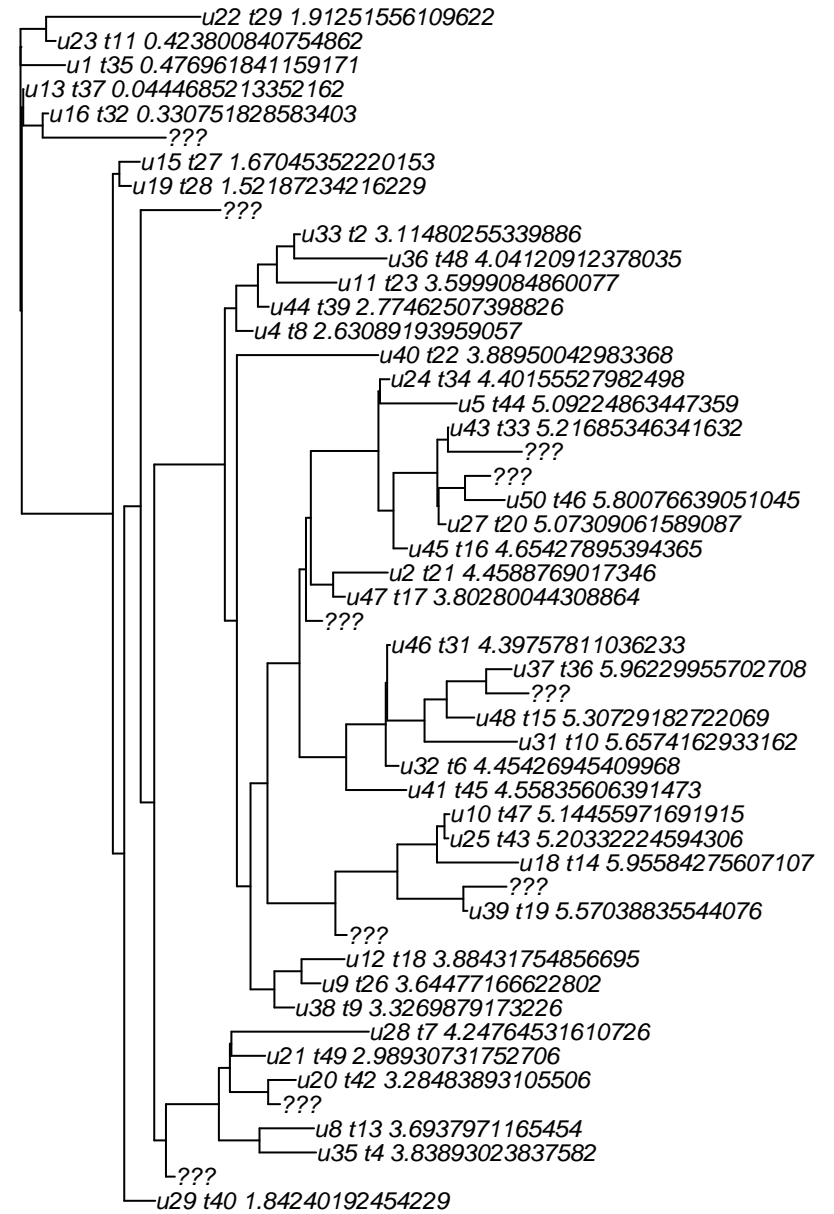 u22 t29 1.91251556109622
u23 t11 0.423800840754862
u1 t35 0.476961841159171
u13 t37 0.0444685213352162
u16 t32 0.330751828583403
???
u15 t27 1.67045352220153
u19 t28 1.52187234216229
???
u33 t2 3.11480255339886
u36 t48 4.04120912378035
u11 t23 3.5999084860077
u44 t39 2.77462507398826
u4 t8 2.63089193959057
u40 t22 3.88950042983368
u24 t34 4.40155527982498
u5 t44 5.09224863447359
u43 t33 5.21685346341632
???
???
u50 t46 5.80076639051045
u27 t20 5.07309061589087
u45 t16 4.65427895394365
u2 t21 4.4588769017346
u47 t17 3.80280044308864
???
u46 t31 4.39757811036233
u37 t36 5.96229955702708
???
u48 t15 5.30729182722069
u31 t10 5.6574162933162
u32 t6 4.45426945409968
u41 t45 4.55835606391473
u10 t47 5.14455971691915
u25 t43 5.20332224594306
u18 t14 5.95584275607107
???
u39 t19 5.57038835544076
???
u12 t18 3.88431754856695
u9 t26 3.64477166622802
u38 t9 3.3269879173226
u28 t7 4.24764531610726
u21 t49 2.98930731752706
u20 t42 3.28483893105506
???
u8 t13 3.6937971165454
u35 t4 3.83893023837582
???
u29 t40 1.84240192454229